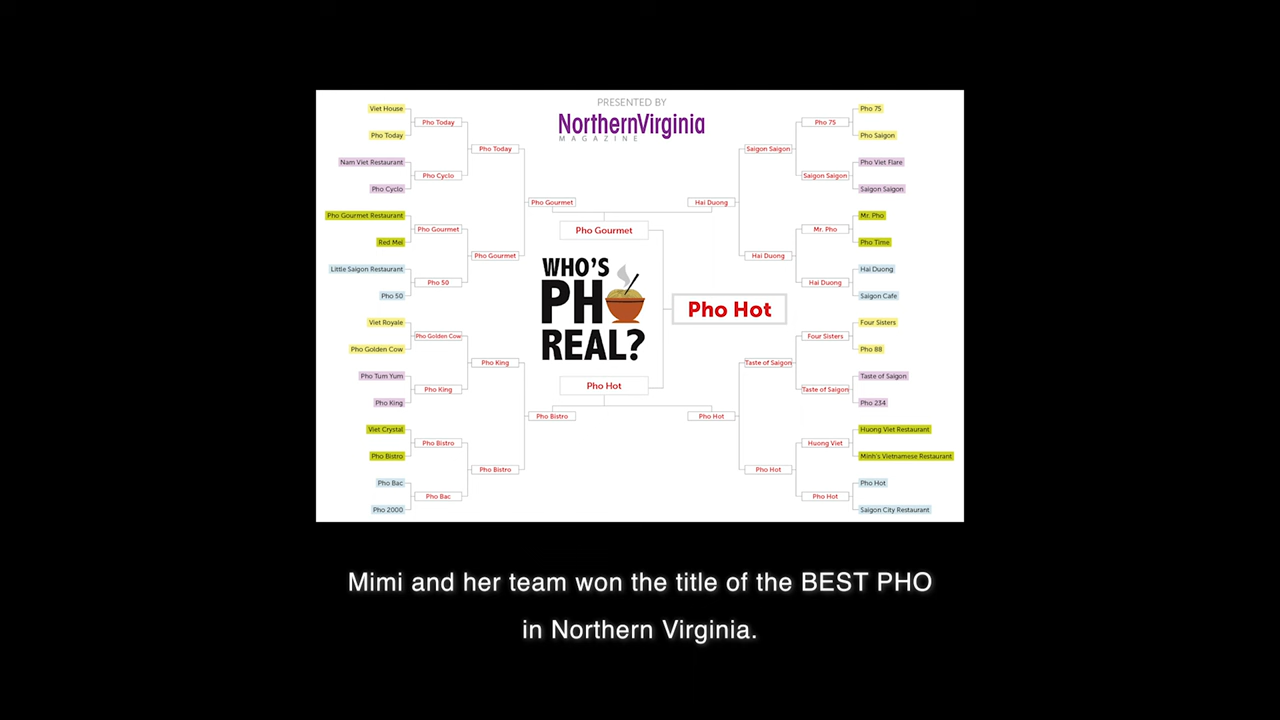 PRESENTED BY
NorthernVirginia
MAGAZINE
Viet House
Pho Today
Nam Viet Restaurant
Pho Cyclo
Pho Gourmet Restaurant
Red Mei
Little Saigon Restaurant
Pho 50
Viet Royale
Pho Golden Cow
Pho Tum Yum
Pho King
Viet Crystal
Pho Bistro
Pho Bac
Pho 2000
Pho Today
Pho Cyclo
Pho Gourmet
Pho 50
Pho Golden Cow
Pho King
Pho Bistro
Pho Bac
Pho Today
Pho Gourmet
Pho King
Pho Bistro
Pho Gourmet
Pho Bistro
Pho Gourmet
WHO'S
PHO
REAL?
Pho Hot
Pho Hot
Hai Duong
Pho Hot
Saigon Saigon
Hai Duong
Taste of Saigon
Pho Hot
Pho 75
Saigon Saigon
Mr. Pho
Hai Duong
Four Sisters
Taste of Saigon
Huong Viet
Pho Hot
Pho 75
Pho Saigon
Pho Viet Flare
Saigon Saigon
Mr. Pho
Pho Time
Hai Duong
Saigon Cafe
Four Sisters
Pho 88
Taste of Saigon
Pho 234
Huong Viet Restaurant
Minh's Vietnamese Restaurant
Pho Hot
Saigon City Restaurant
Mimi and her team won the title of the BEST PHO
in Northern Virginia.